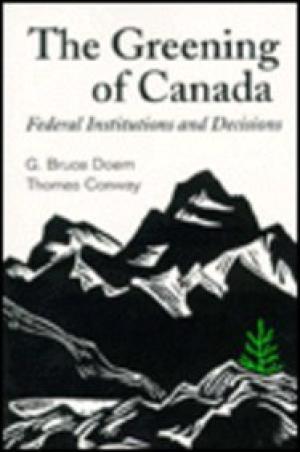 The Greening
of Canada
Federal Institutions and Decisions
G. Bruce Doern
Thomas Conway